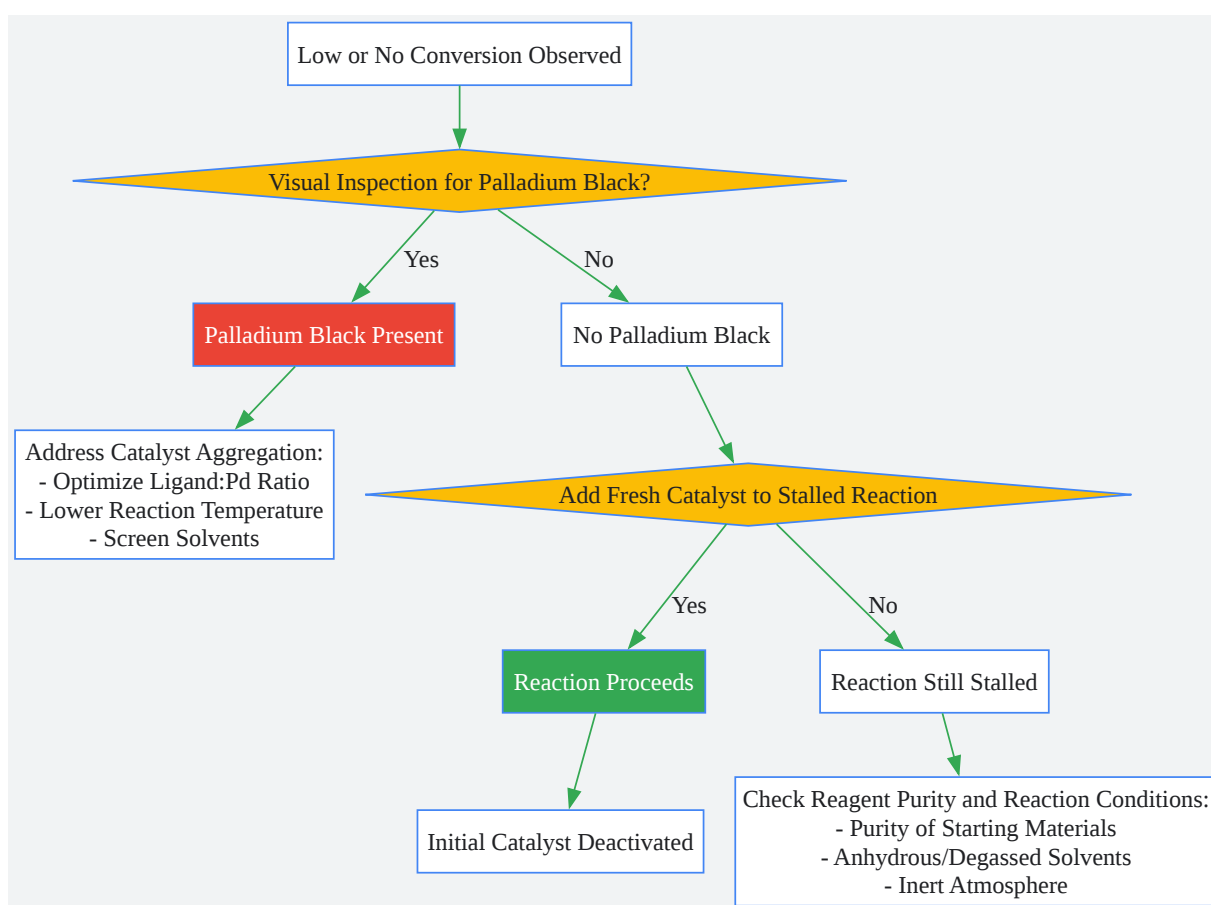 Low or No Conversion Observed
Visual Inspection for Palladium Black?
Yes
No
Palladium Black Present
No Palladium Black
Address Catalyst Aggregation:
- Optimize Ligand:Pd Ratio
- Lower Reaction Temperature
- Screen Solvents
Add Fresh Catalyst to Stalled Reaction
Yes
No
Reaction Proceeds
Reaction Still Stalled
Initial Catalyst Deactivated
Check Reagent Purity and Reaction Conditions:
- Purity of Starting Materials
- Anhydrous/Degassed Solvents
- Inert Atmosphere